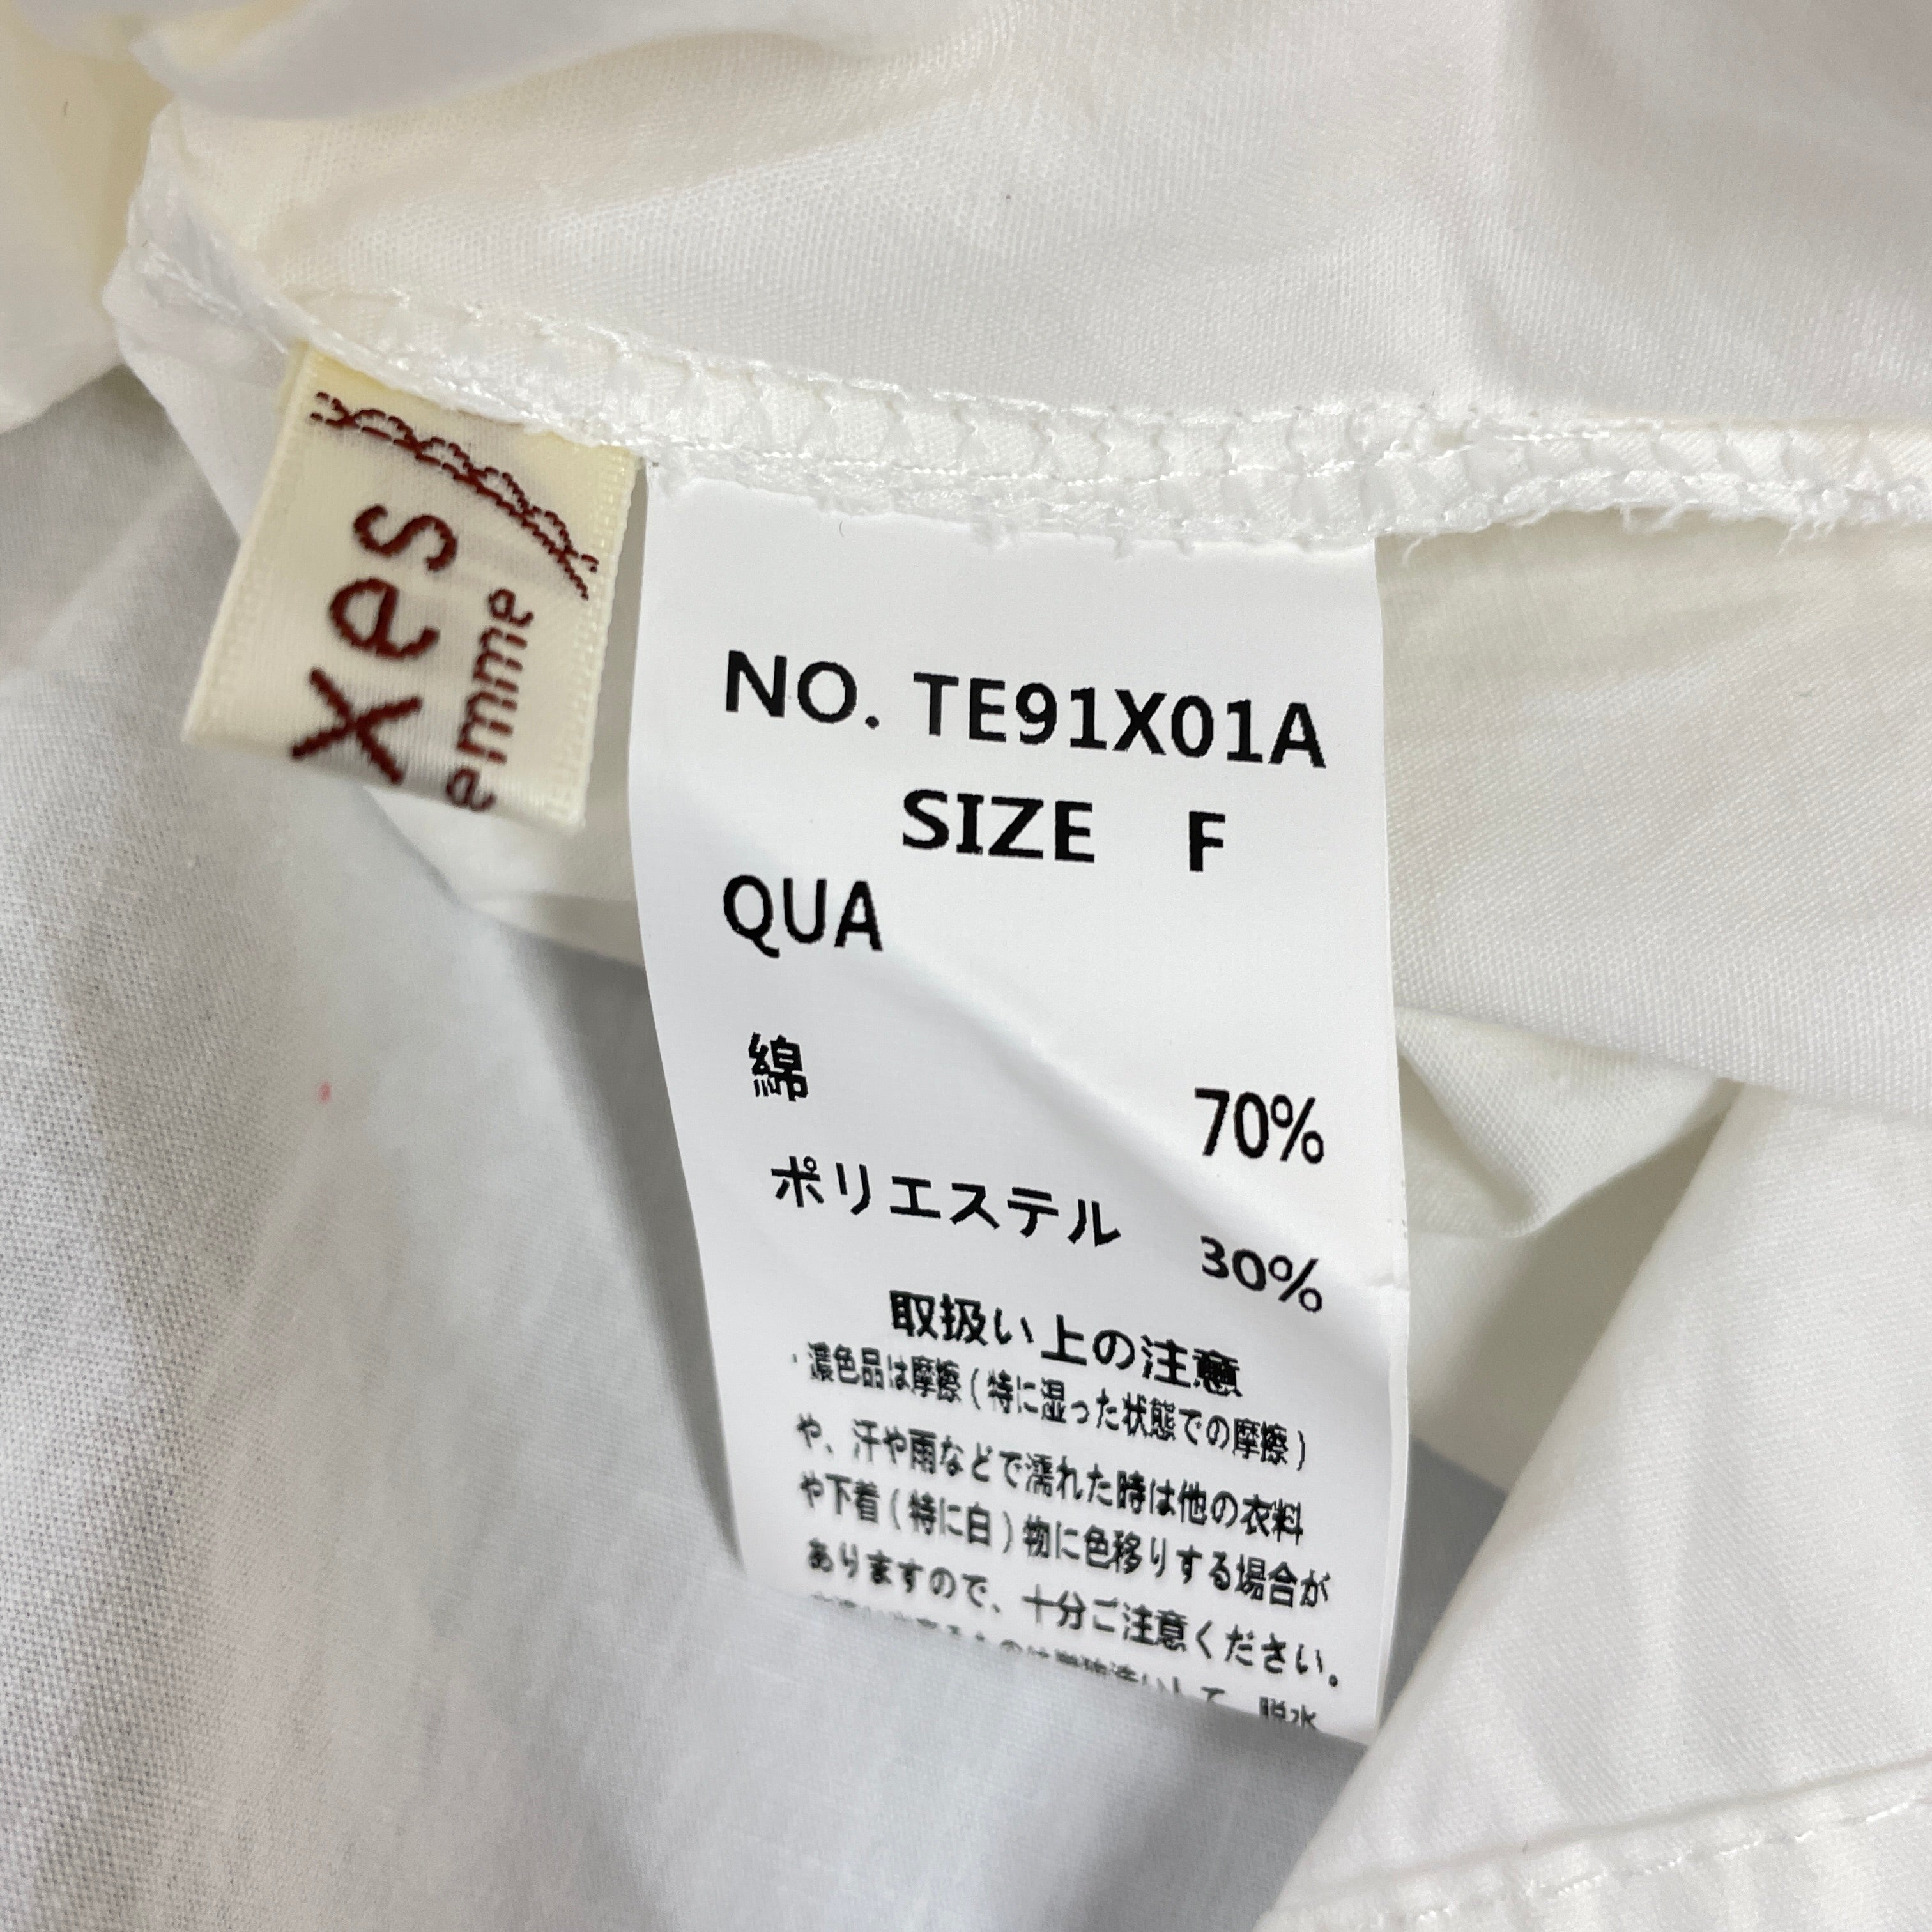 xes
emme
NO. TE91X01A
SIZE F
QUA
綿 70%
ポリエステル 30%
取扱い上の注意
・濃色品は摩擦(特に湿った状態での摩擦)
や、汗や雨などで濡れた時は他の衣料
や下着(特に白)物に色移りする場合が
ありますので、十分ご注意ください。
脱水